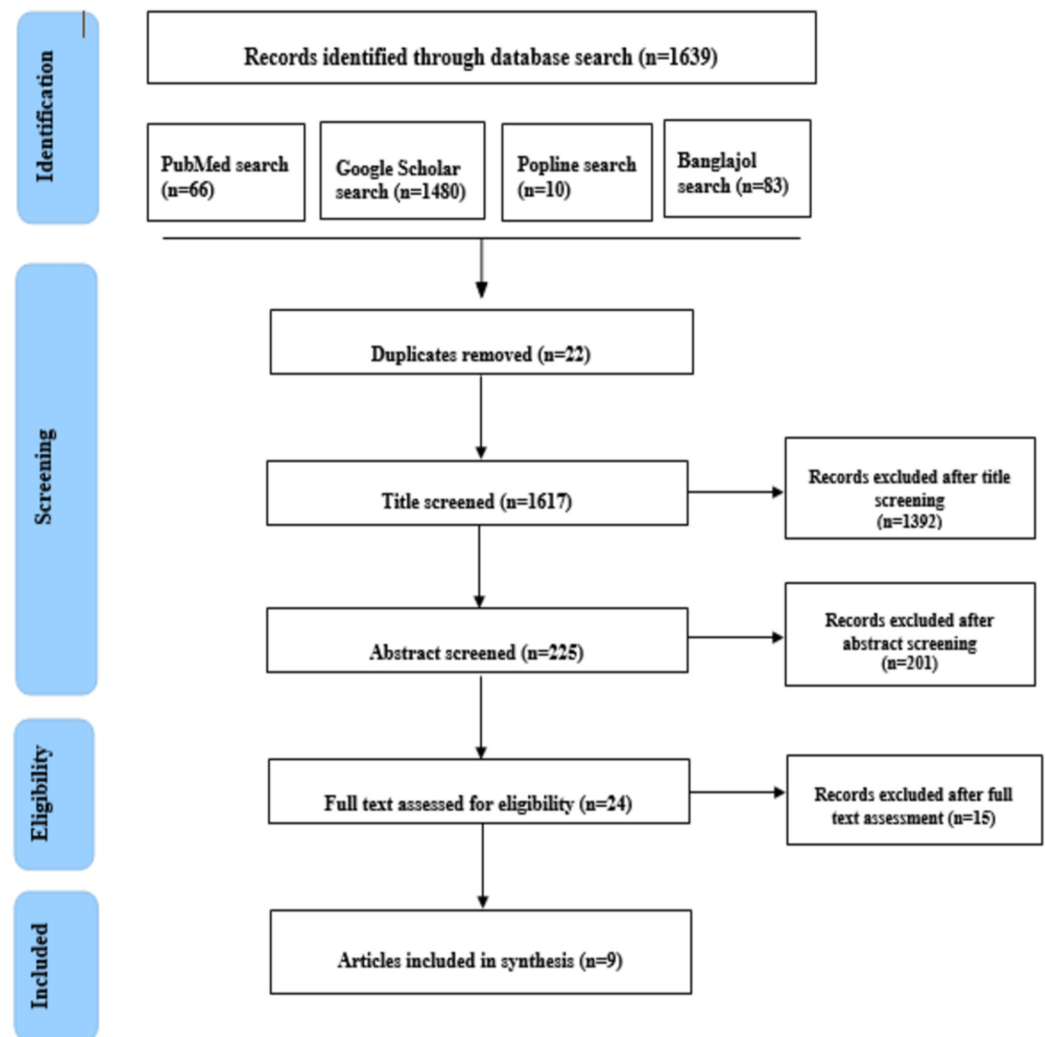 Identification
Records identified through database search (n=1639)
PubMed search
(n=66)
Google Scholar
search (n=1480)
Popline search
(n=10)
Banglajol
search (n=83)
Screening
Duplicates removed (n=22)
Title screened (n=1617)
Records excluded after title
screening
(n=1392)
Abstract screened (n=225)
Records excluded after
abstract screening
(n=201)
Eligibility
Full text assessed for eligibility (n=24)
Records excluded after full
text assessment (n=15)
Included
Articles included in synthesis (n=9)